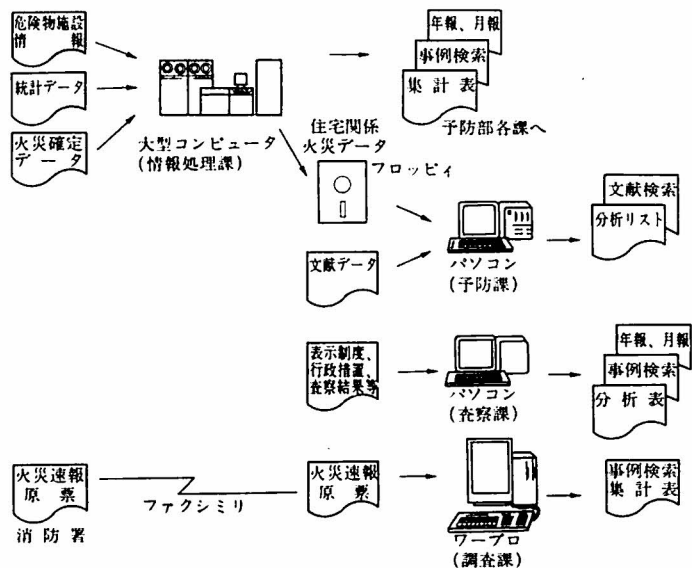 危険物施設
情報
統計データ
火災確定
データ
大型コンピュータ
(情報処理課)
年報、月報
事例検索
集計表
予防部各課へ
住宅関係
火災データ
フロッピィ
文献データ
パソコン
(予防課)
文献検索
分析リスト
表示制度、
行政措置、
査察結果等
パソコン
(査察課)
年報、月報
事例検索
分析表
火災速報
原票
消防署
ファクシミリ
火災速報
原票
ワープロ
(調査課)
事例検索
集計表